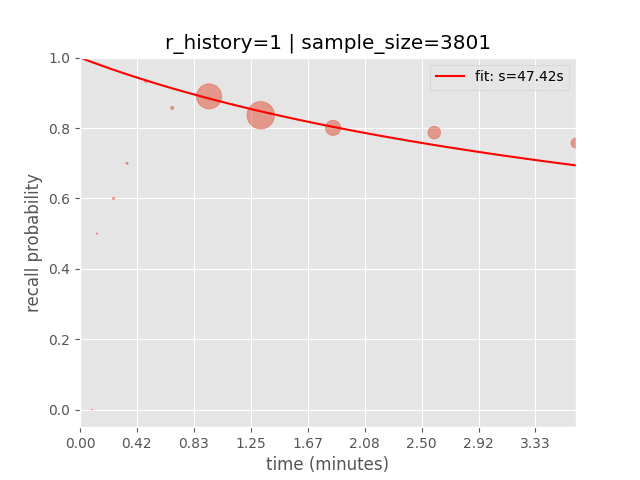 r_history=1 | sample_size=3801
fit: s=47.42s
recall probability
1.0
0.8
0.6
0.4
0.2
0.0
0.00 0.42 0.83 1.25 1.67 2.08 2.50 2.92 3.33
time (minutes)